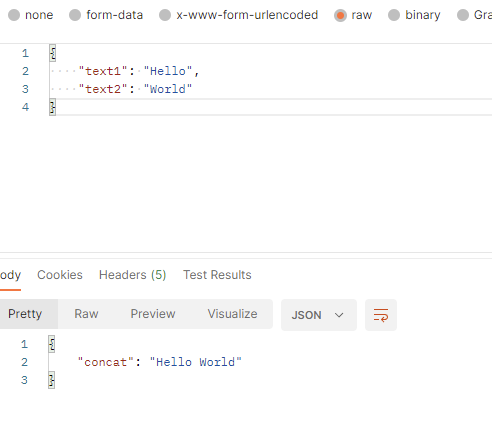 none form-data x-www-form-urlencoded raw binary Gra
1 {
2 "text1": "Hello",
3 "text2": "World"
4 }
ody Cookies Headers (5) Test Results
Pretty Raw Preview Visualize JSON
1 {
2 "concat": "Hello World"
3 }